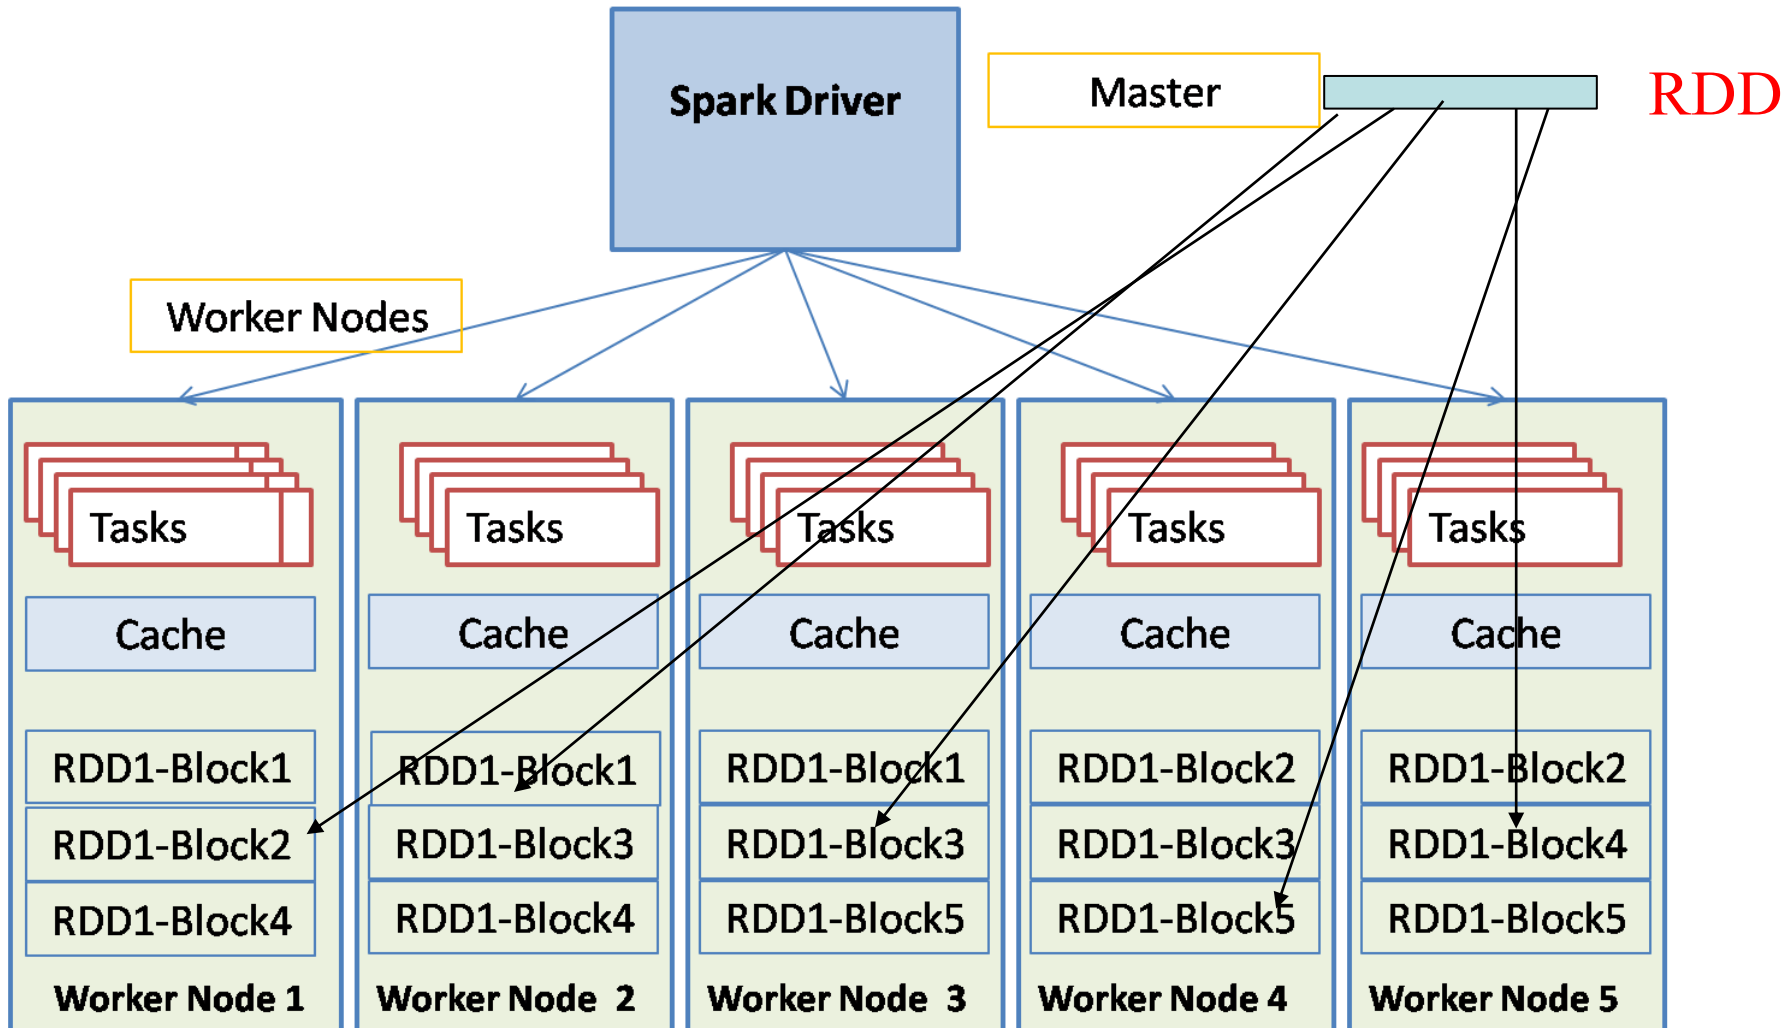 Spark Driver
Master
RDD
Worker Nodes
Tasks
Tasks
Tasks
Tasks
Tasks
Cache
Cache
Cache
Cache
Cache
RDD1-Block1
RDD1-Block1
RDD1-Block1
RDD1-Block2
RDD1-Block2
RDD1-Block2
RDD1-Block3
RDD1-Block3
RDD1-Block3
RDD1-Block4
RDD1-Block4
RDD1-Block4
RDD1-Block5
RDD1-Block5
RDD1-Block5
Worker Node 1
Worker Node 2
Worker Node 3
Worker Node 4
Worker Node 5